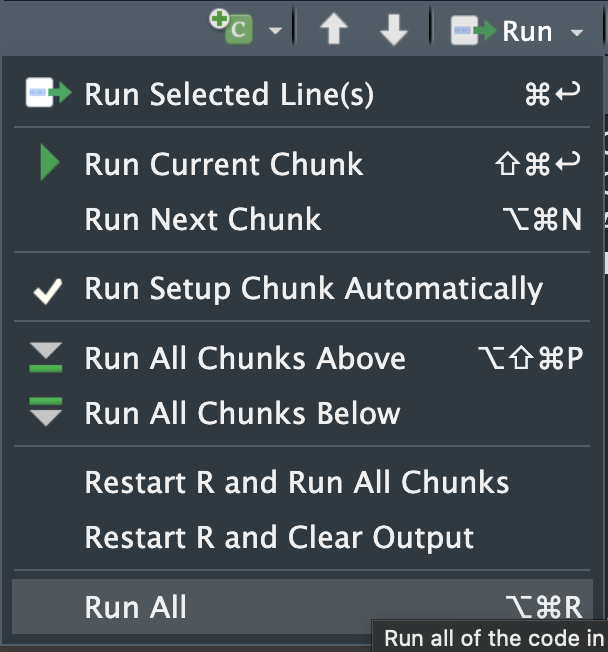 C
Run
Run Selected Line(s) ⌘↩
Run Current Chunk ⇧⌘↩
Run Next Chunk ⌥⌘N
Run Setup Chunk Automatically
Run All Chunks Above ⌥⇧⌘P
Run All Chunks Below
Restart R and Run All Chunks
Restart R and Clear Output
Run All ⌥⌘R
Run all of the code in